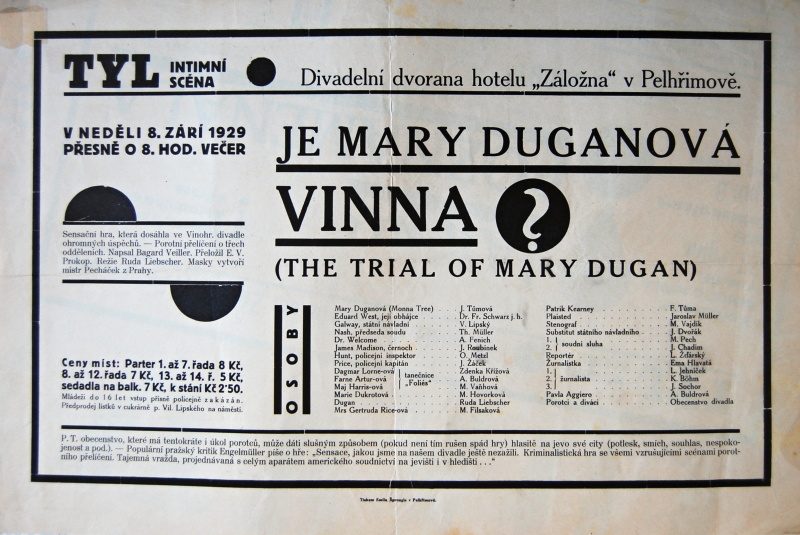 TYL INTIMNÍ SCÉNA
Divadelní dvorana hotelu „Záložna“ v Pelhřimově.
V NEDĚLI 8. ZÁŘÍ 1929
PŘESNĚ O 8. HOD. VEČER
JE MARY DUGANOVÁ
VINNA ?
(THE TRIAL OF MARY DUGAN)
Sensační hra, která dosáhla ve Vinohr. divadle
ohromných úspěchů. — Porotní přelíčení o třech
odděleních. Napsal Bagard Veiller. Přeložil E. V.
Prokop. Režie Ruda Liebscher. Masky vytvoří
mistr Pecháček z Prahy.
Ceny míst: Parter 1. až 7. řada 8 Kč,
8. až 12. řada 7 Kč, 13. až 14. ř. 5 Kč,
sedadla na balk. 7 Kč, k stání Kč 2'50.
Mládeži do 16 let vstup přísně policejně zakázán.
Předprodej lístků v cukrárně p. Vil. Lipského na náměstí.
OSOBY
Mary Duganová (Monna Tree) . . J. Tůmová
Eduard West, její obhájce . . Dr. Fr. Schwarz j. h.
Galway, státní návladní . . V. Lipský
Nash, předseda soudu . . Th. Müller
Dr. Welcome . . A. Fenich
James Madison, černoch . . J. Roubinek
Hunt, policejní inspektor . . O. Metzl
Price, policejní kapitán . . J. Žáček
Dagmar Lorne-ová } tanečnice „Foliés“ Zdenka Křížová
Farne Artur-ová A. Buldrová
Maj Harris-ová M. Vaňhová
Marie Dukrotová . . M. Hovorková
Dugan . . Ruda Liebscher
Mrs Gertruda Rice-ová . . M. Filsaková
Patrik Kearney . . F. Tůma
Plaisted . . Jaroslav Müller
Stenograf . . M. Vajdík
Substitut státního návladního . . J. Dvořák
1. } soudní sluha . . M. Pech
2. J. Chadim
Reportér . . L. Žďárský
Žurnalistka . . Ema Hlavatá
1. L. Jehníček
2. } žurnalista . . K. Böhm
3. J. Sochor
Pavla Aggiero . . A. Buldrová
Porotci a diváci . . Obecenstvo divadla
P. T. obecenstvo, které má tentokráte i úkol porotců, může dáti slušným způsobem (pokud není tím rušen spád hry) hlasitě na jevo své city (potlesk, smích, souhlas, nespoko-
jenost a pod.). — Populární pražský kritik Engelmüller píše o hře: „Sensace, jakou jsme na našem divadle ještě nezažili. Kriminalistická hra se všemi vzrušujícími scénami porot-
ního přelíčení. Tajemná vražda, projednávaná s celým aparátem amerického soudnictví na jevišti i v hledišti . . .“
Tiskem Emila Šprongla v Pelhřimově.